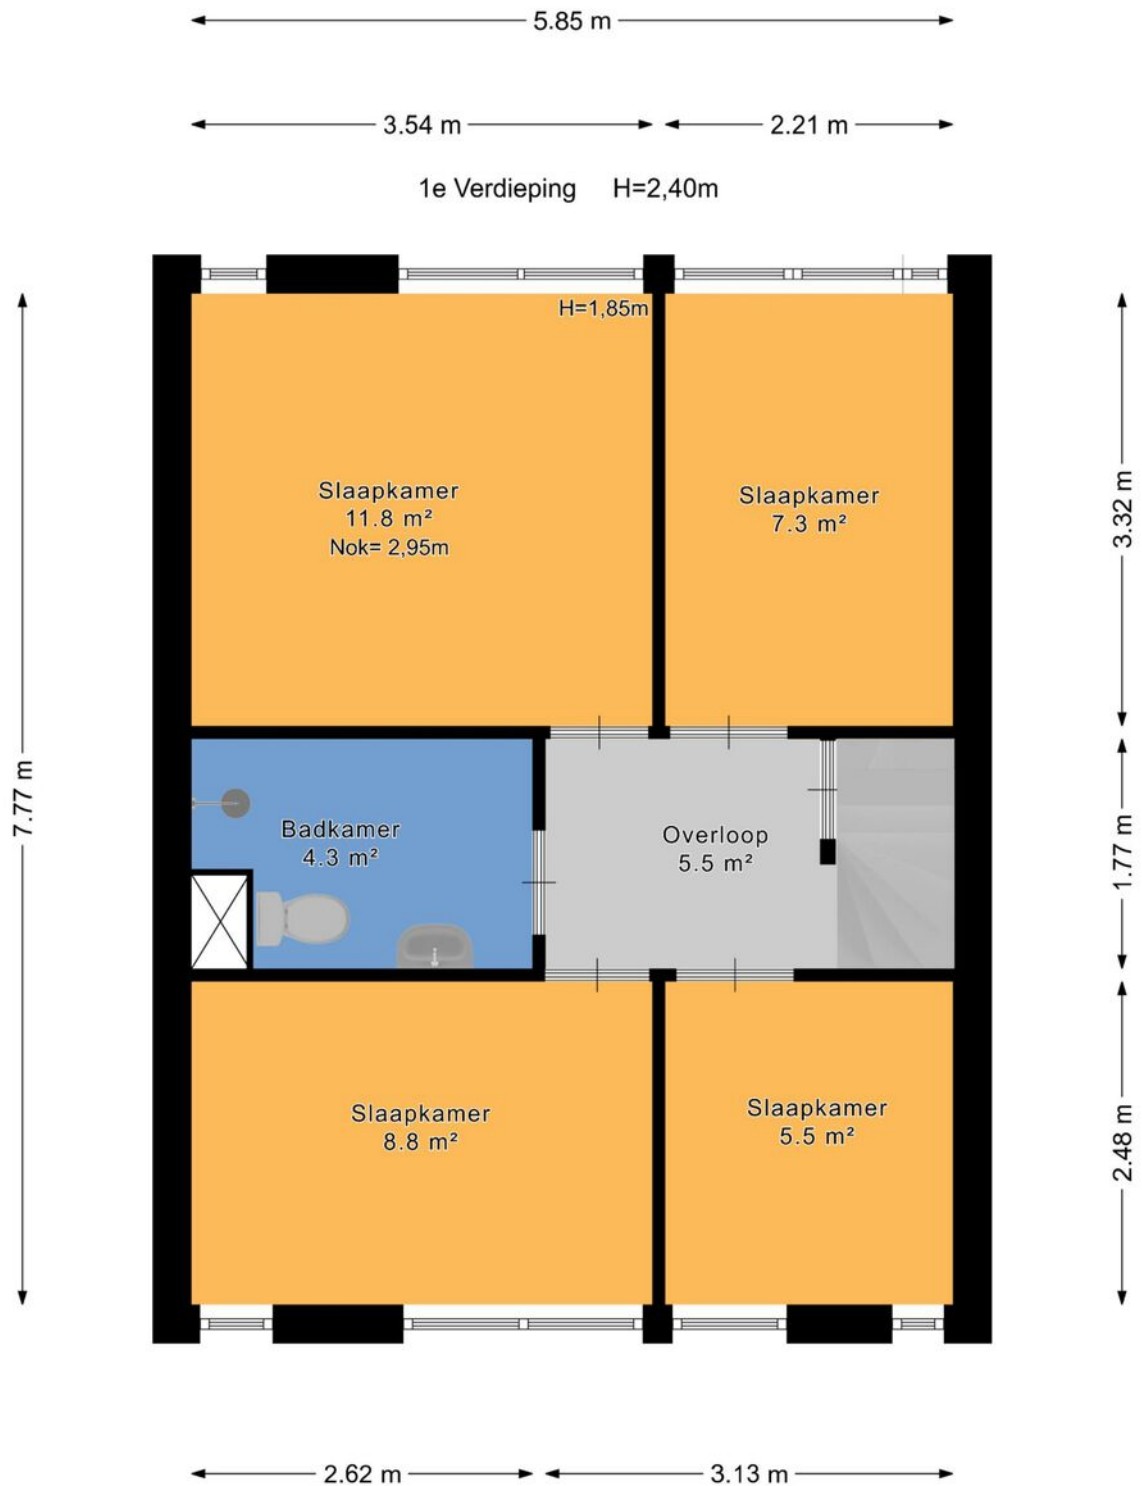 5.85 m
3.54 m
2.21 m
1e Verdieping H=2,40m
H=1,85m
Slaapkamer
11.8 m²
Nok= 2,95m
Slaapkamer
7.3 m²
3.32 m
7.77 m
Badkamer
4.3 m²
Overloop
5.5 m²
1.77 m
Slaapkamer
8.8 m²
Slaapkamer
5.5 m²
2.48 m
2.62 m
3.13 m